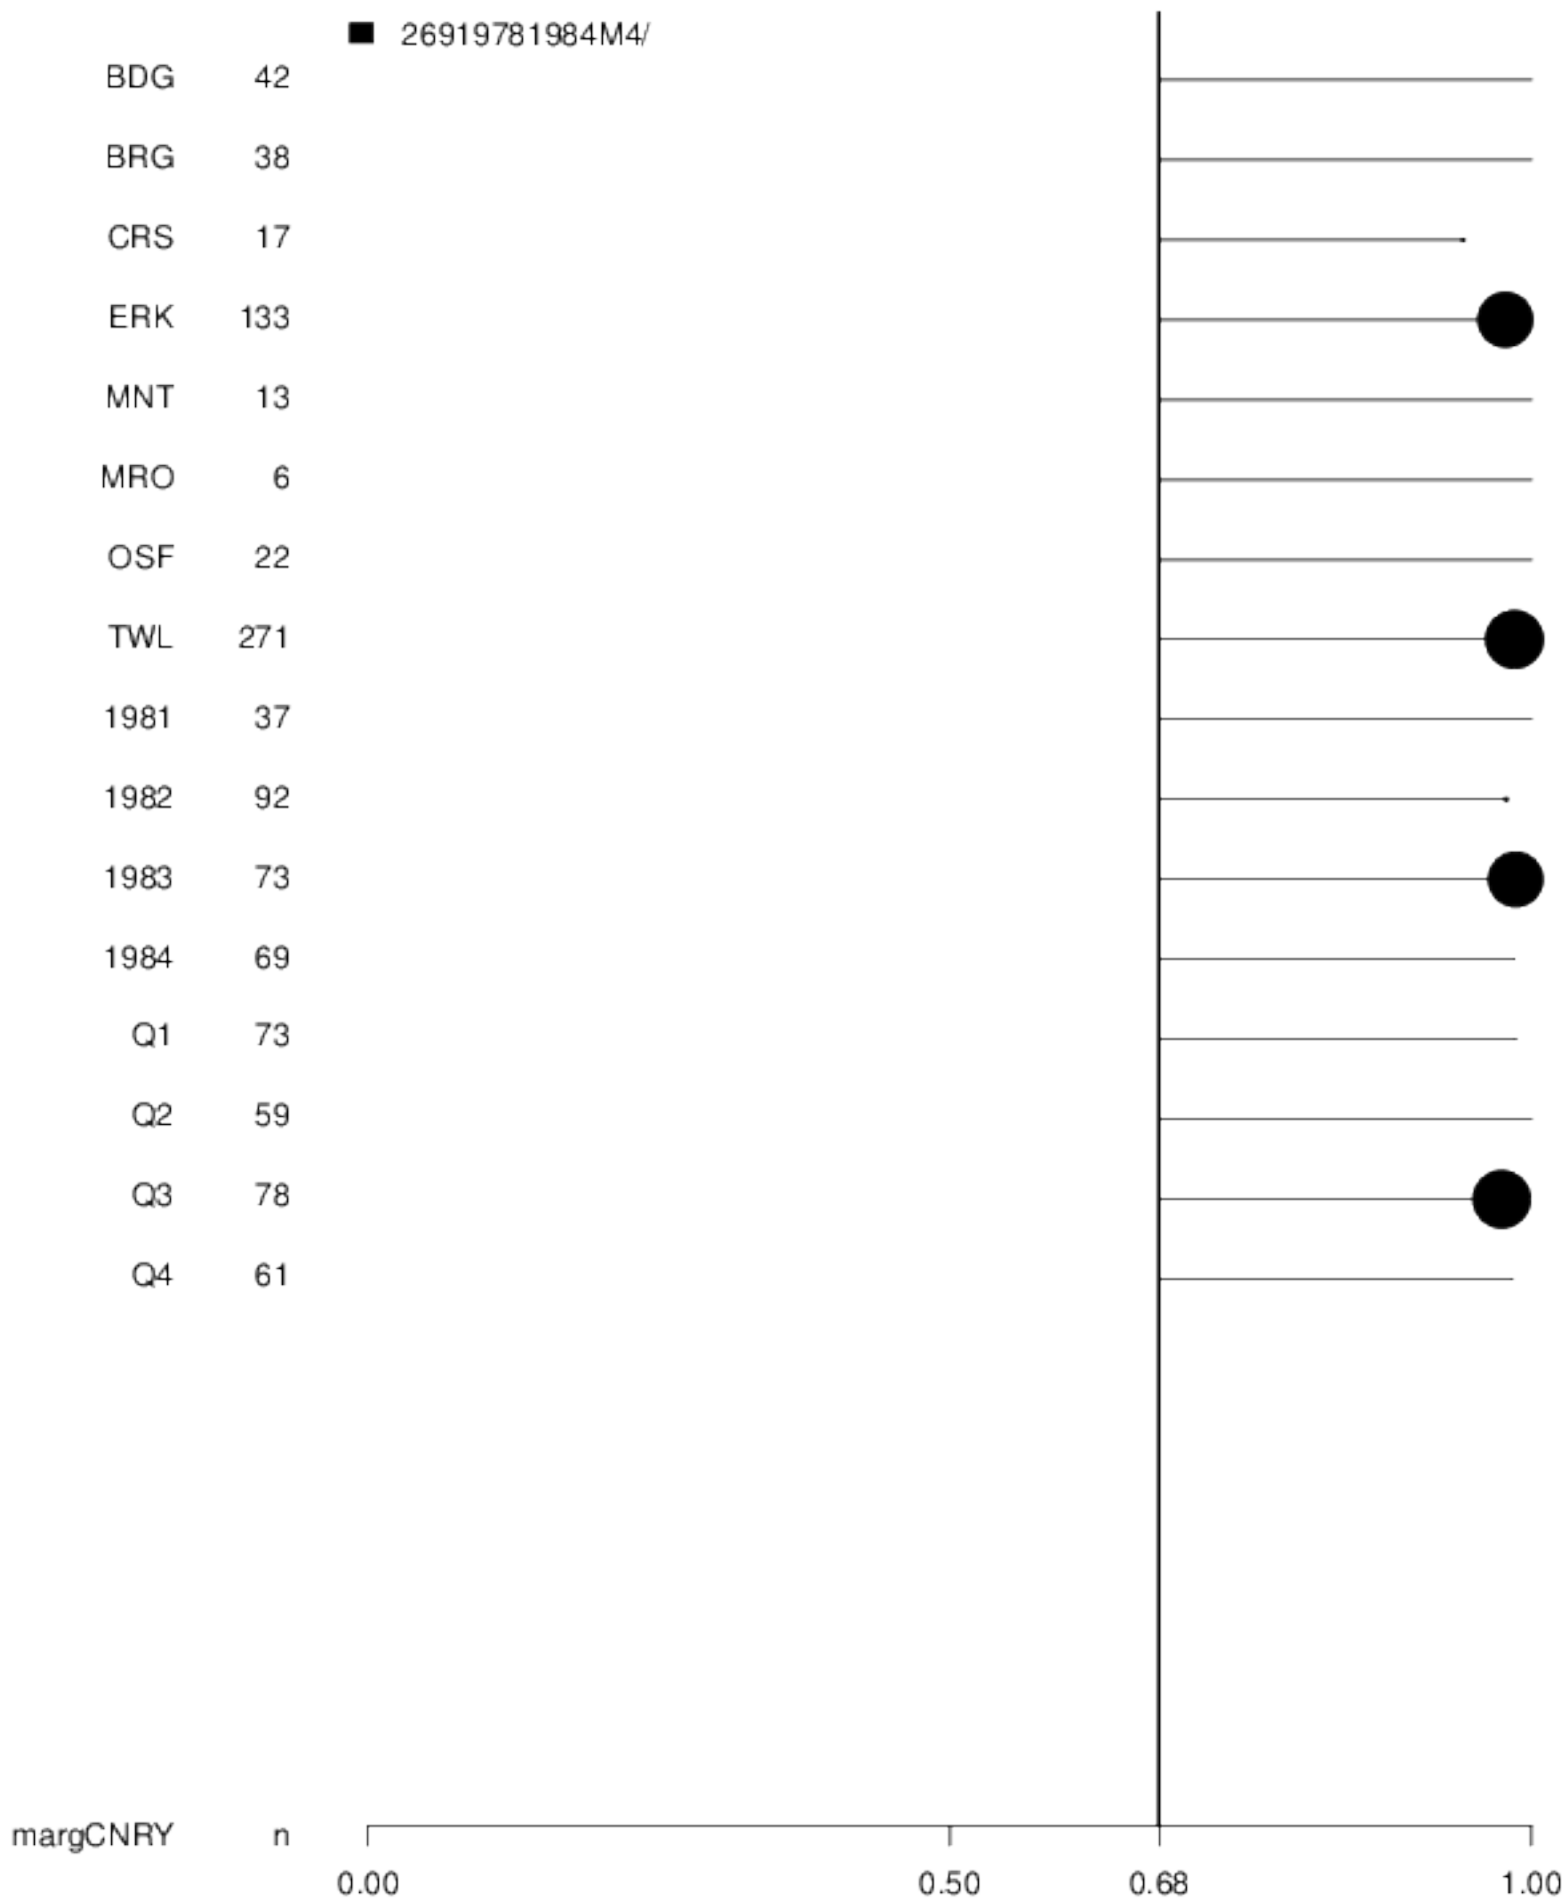 26919781984M4/
BDG 42
BRG 38
CRS 17
ERK 133
MNT 13
MRO 6
OSF 22
TWL 271
1981 37
1982 92
1983 73
1984 69
Q1 73
Q2 59
Q3 78
Q4 61
margCNRY n
0.00 0.50 0.68 1.00